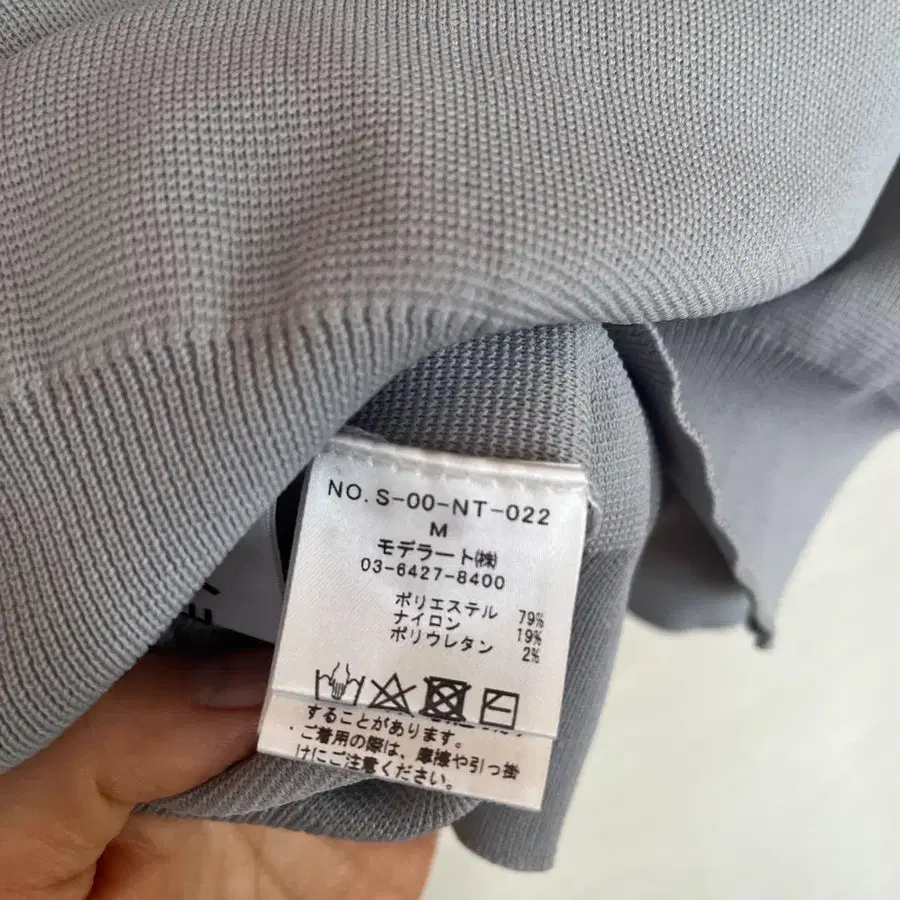 NO. S-00-NT-022
M
モデラート㈱
03-6427-8400
ポリエステル 79%
ナイロン 19%
ポリウレタン 2%
することがあります。
・ご着用の際は、摩擦や引っ掛
けにご注意ください。